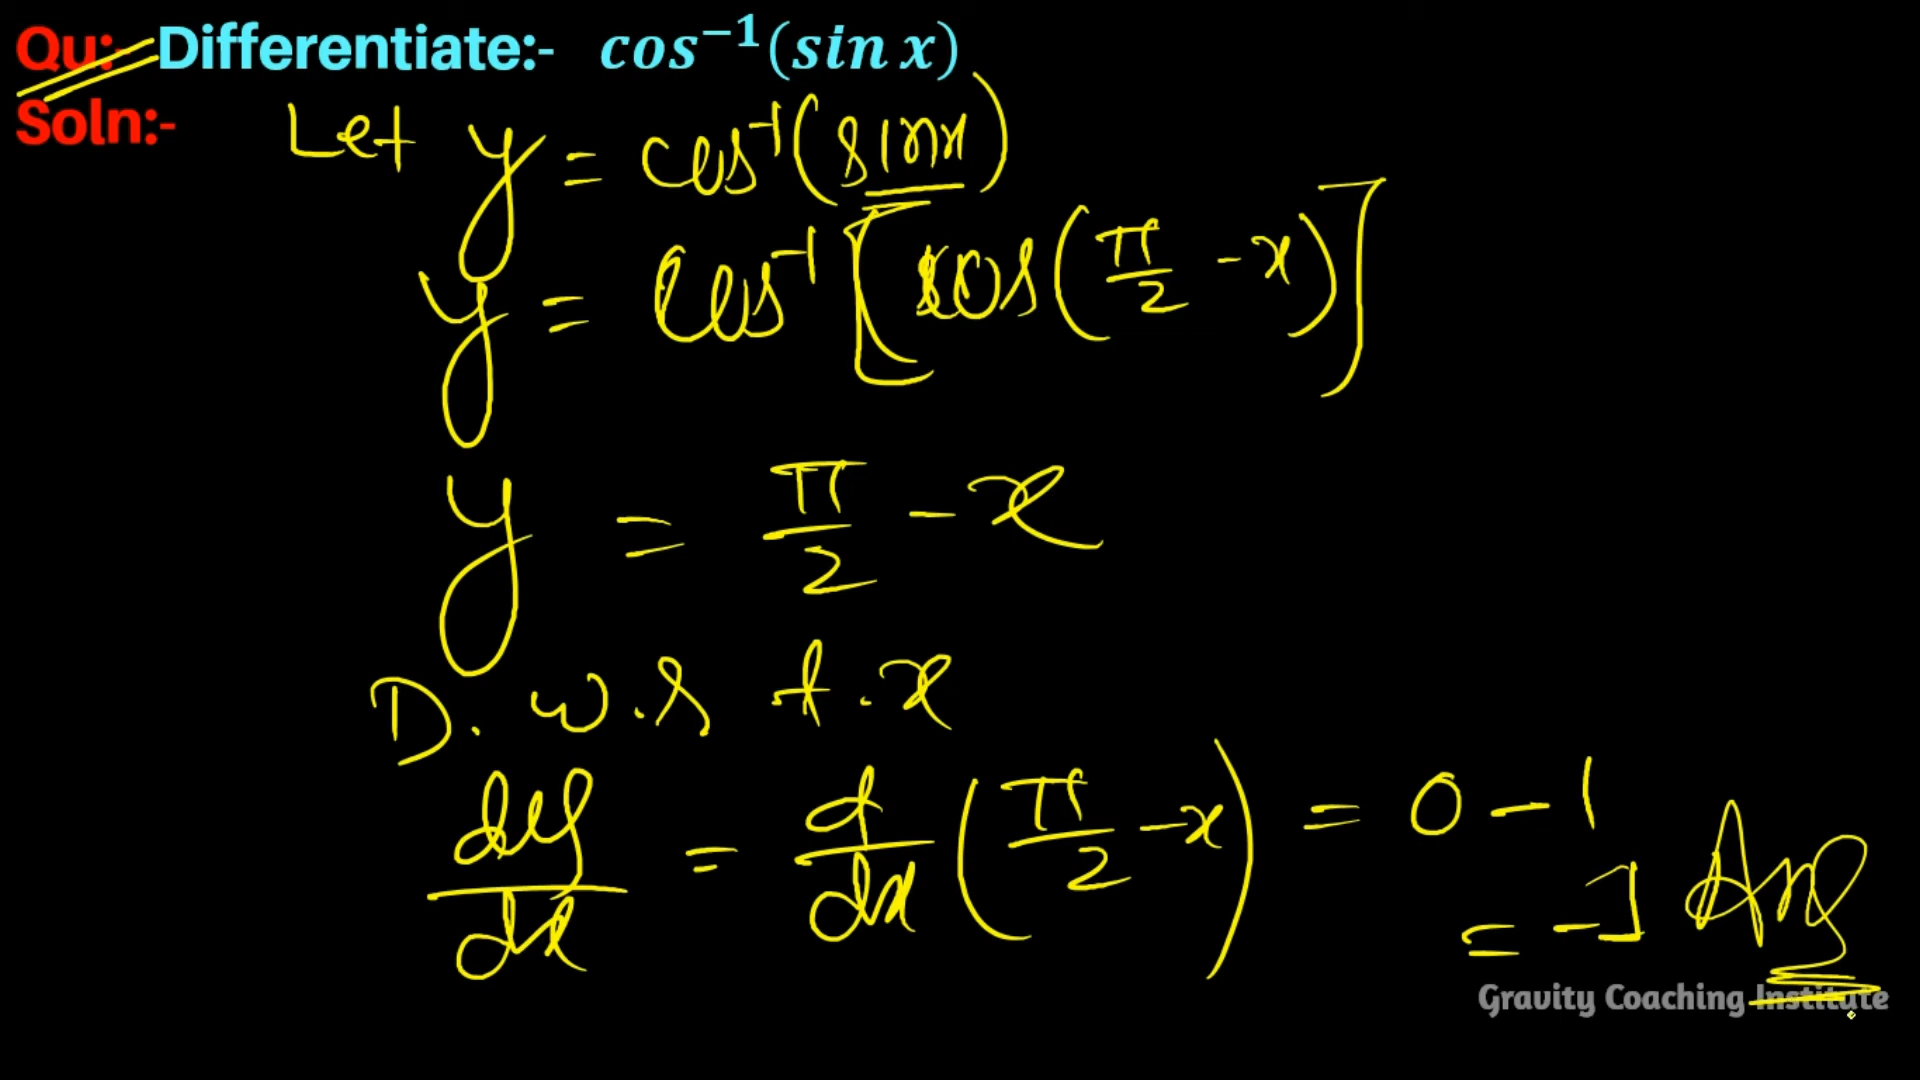 Qu:- Differentiate:- cos⁻¹(sin x)
Soln:- Let y = cos⁻¹(sinx)
y = cos⁻¹[cos(π/2 - x)]
y = π/2 - x
D. w.r t.x
dy/dx = d/dx (π/2 - x) = 0 - 1
= -1 Ans
Gravity Coaching Institute